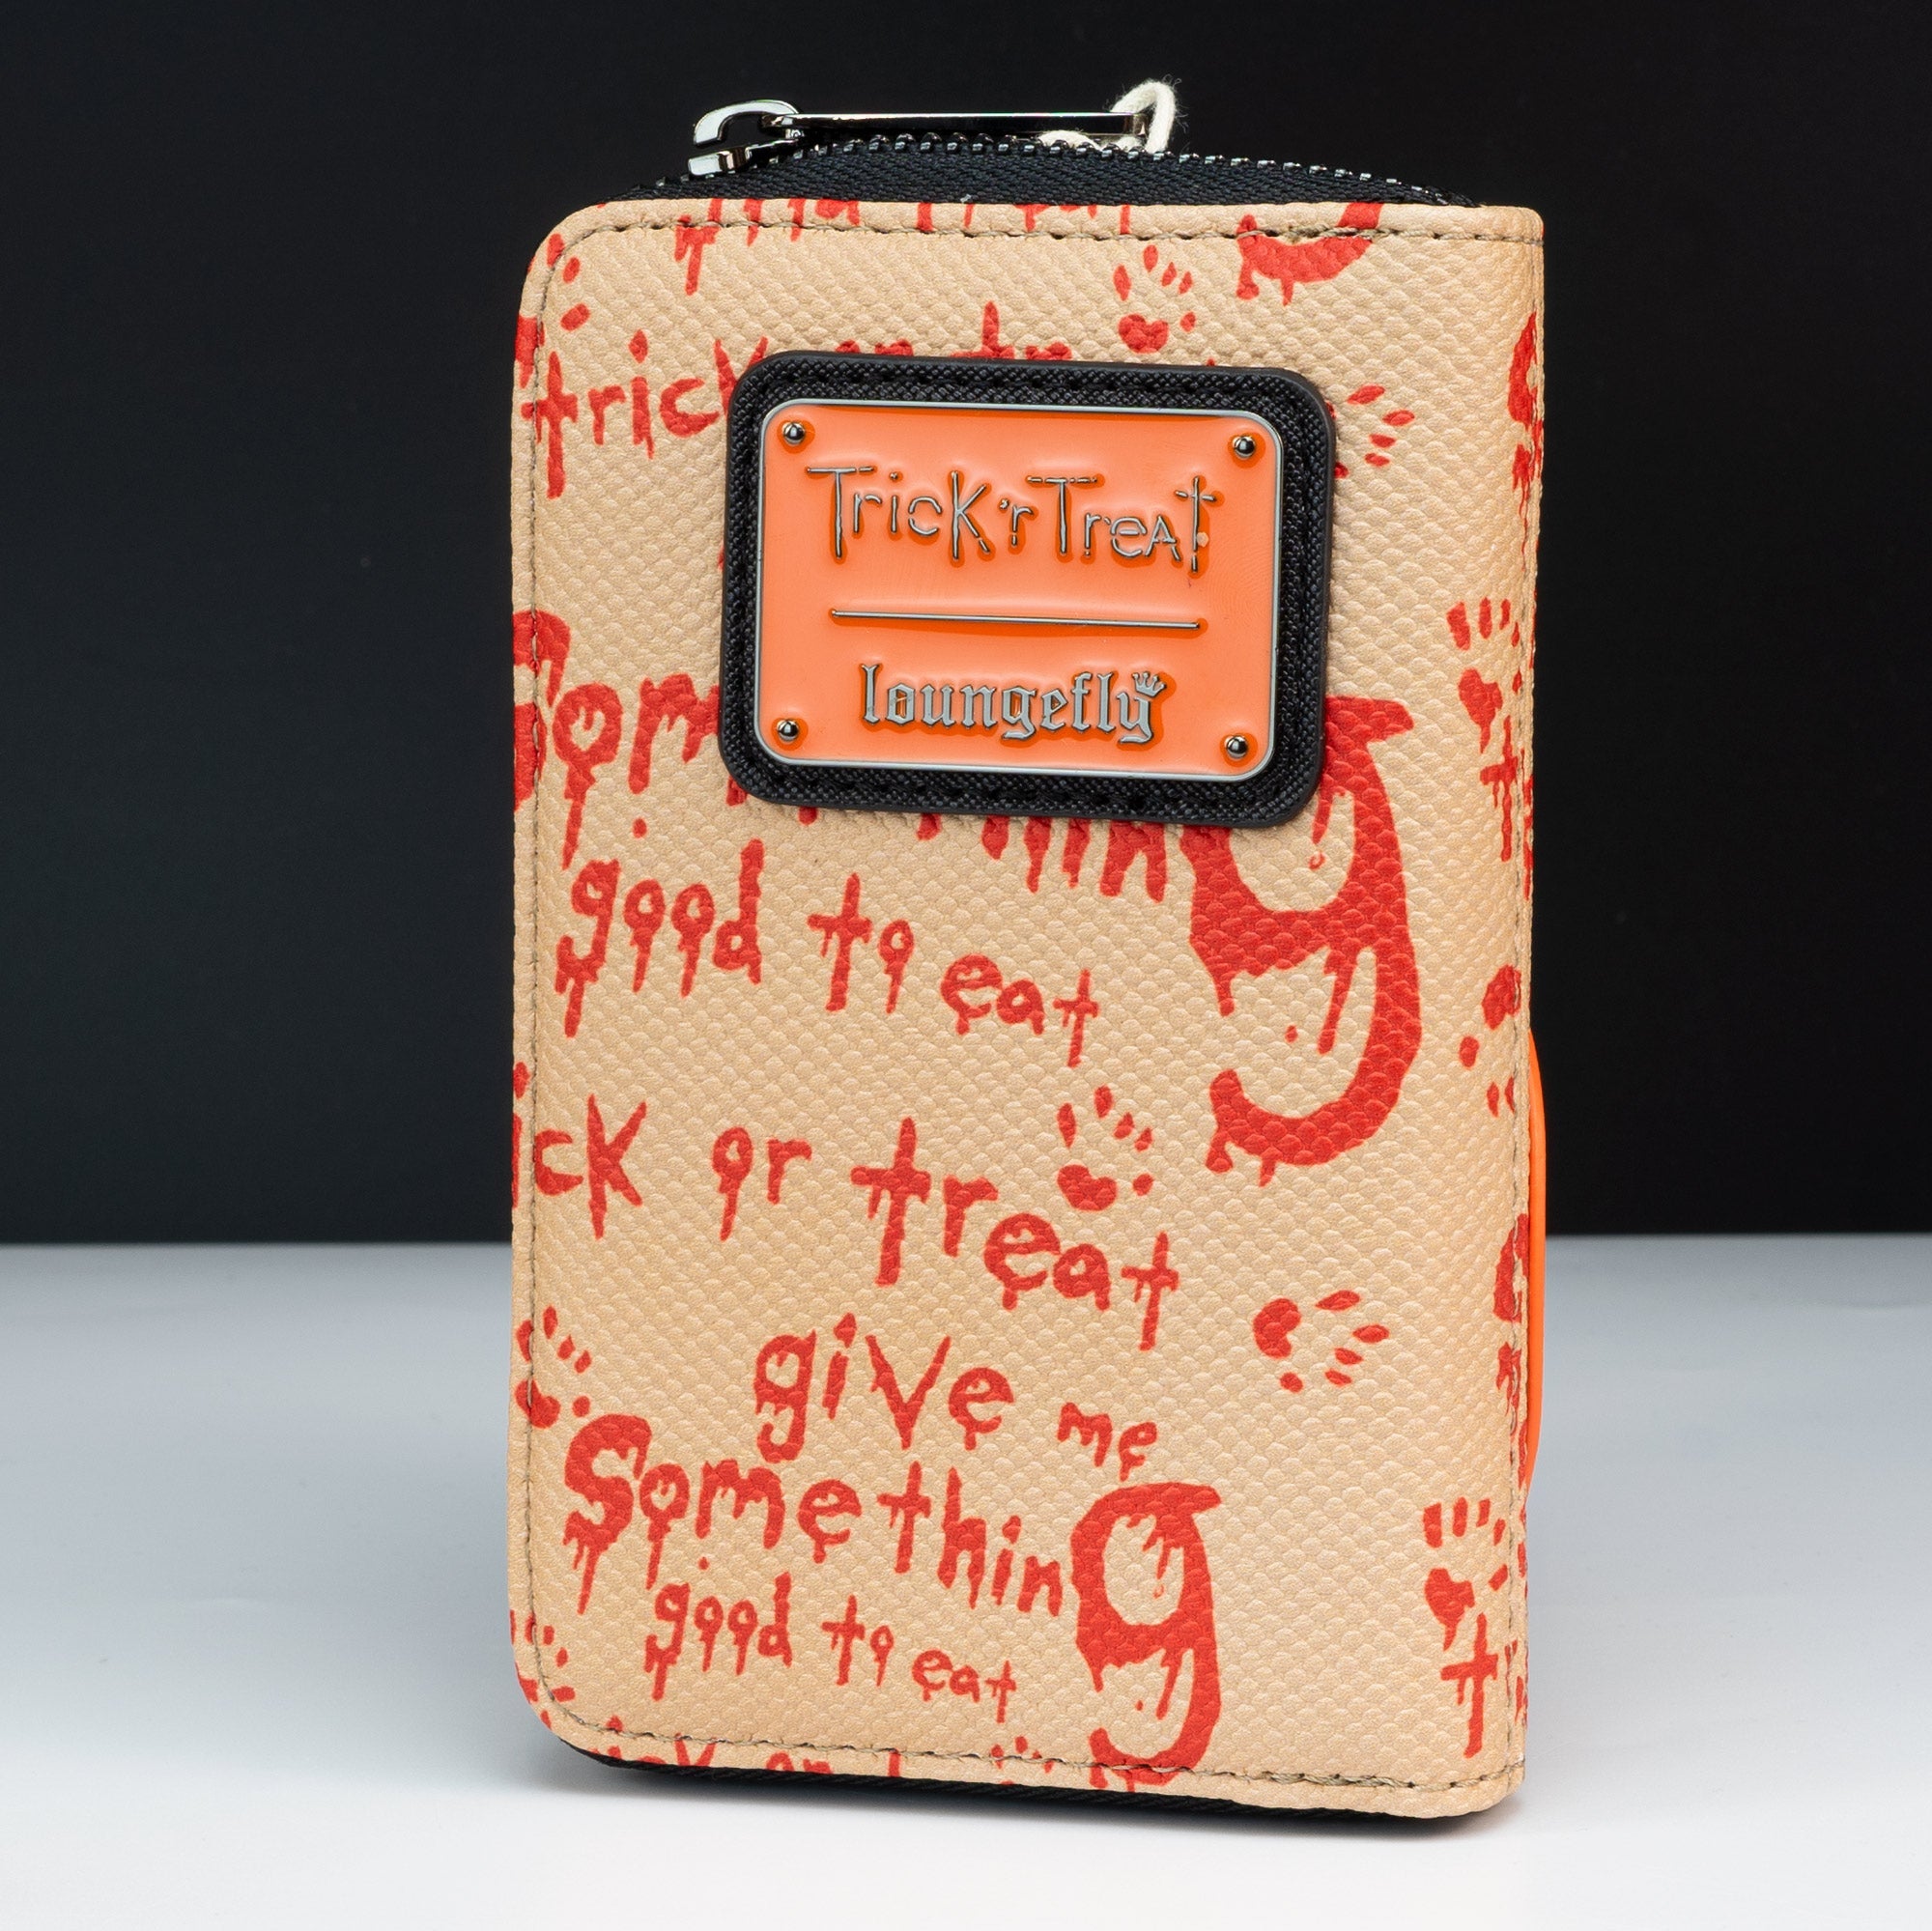 trick
Trick 'r Treat
loungefly
good to eat
ick or treat
give me
Something
good to eat